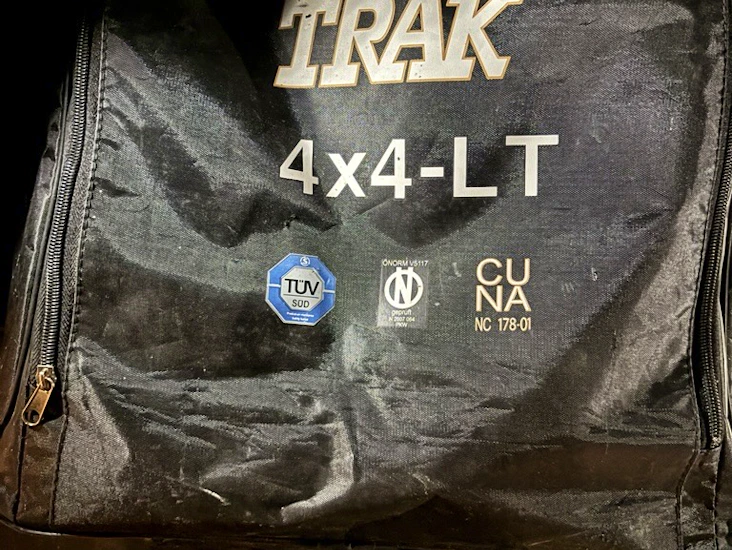 TRAK
4x4-LT
TÜV
SÜD
ÖNORM V5117
N
geprüft
CU
NA
NC 178-01